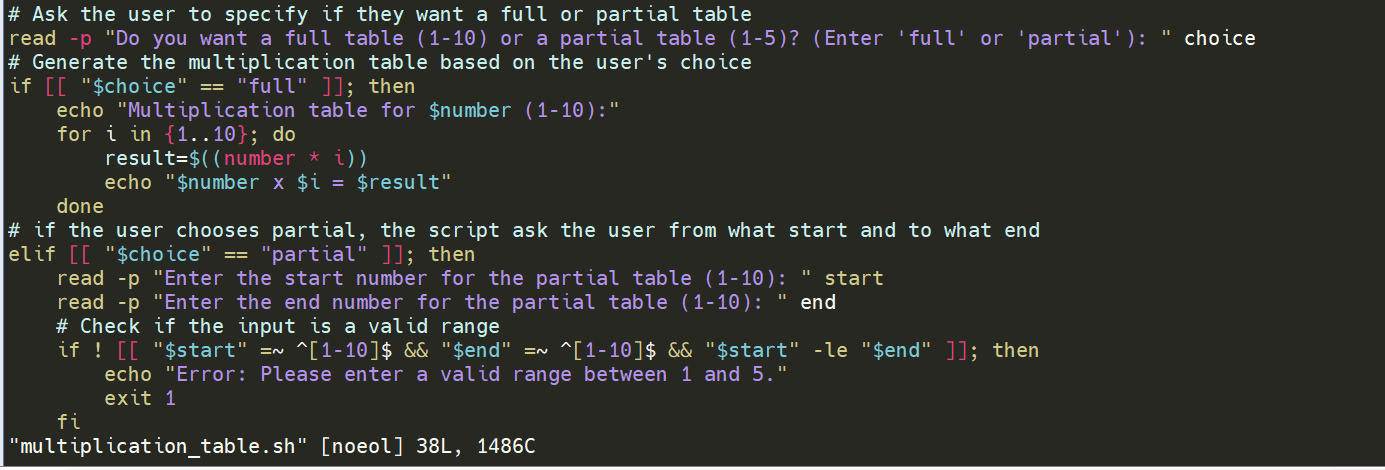 # Ask the user to specify if they want a full or partial table
read -p "Do you want a full table (1-10) or a partial table (1-5)? (Enter 'full' or 'partial'): " choice
# Generate the multiplication table based on the user's choice
if [[ "$choice" == "full" ]]; then
    echo "Multiplication table for $number (1-10):"
    for i in {1..10}; do
        result=$((number * i))
        echo "$number x $i = $result"
    done
# if the user chooses partial, the script ask the user from what start and to what end
elif [[ "$choice" == "partial" ]]; then
    read -p "Enter the start number for the partial table (1-10): " start
    read -p "Enter the end number for the partial table (1-10): " end
    # Check if the input is a valid range
    if ! [[ "$start" =~ ^[1-10]$ && "$end" =~ ^[1-10]$ && "$start" -le "$end" ]]; then
        echo "Error: Please enter a valid range between 1 and 5."
        exit 1
    fi
"multiplication_table.sh" [noeol] 38L, 1486C